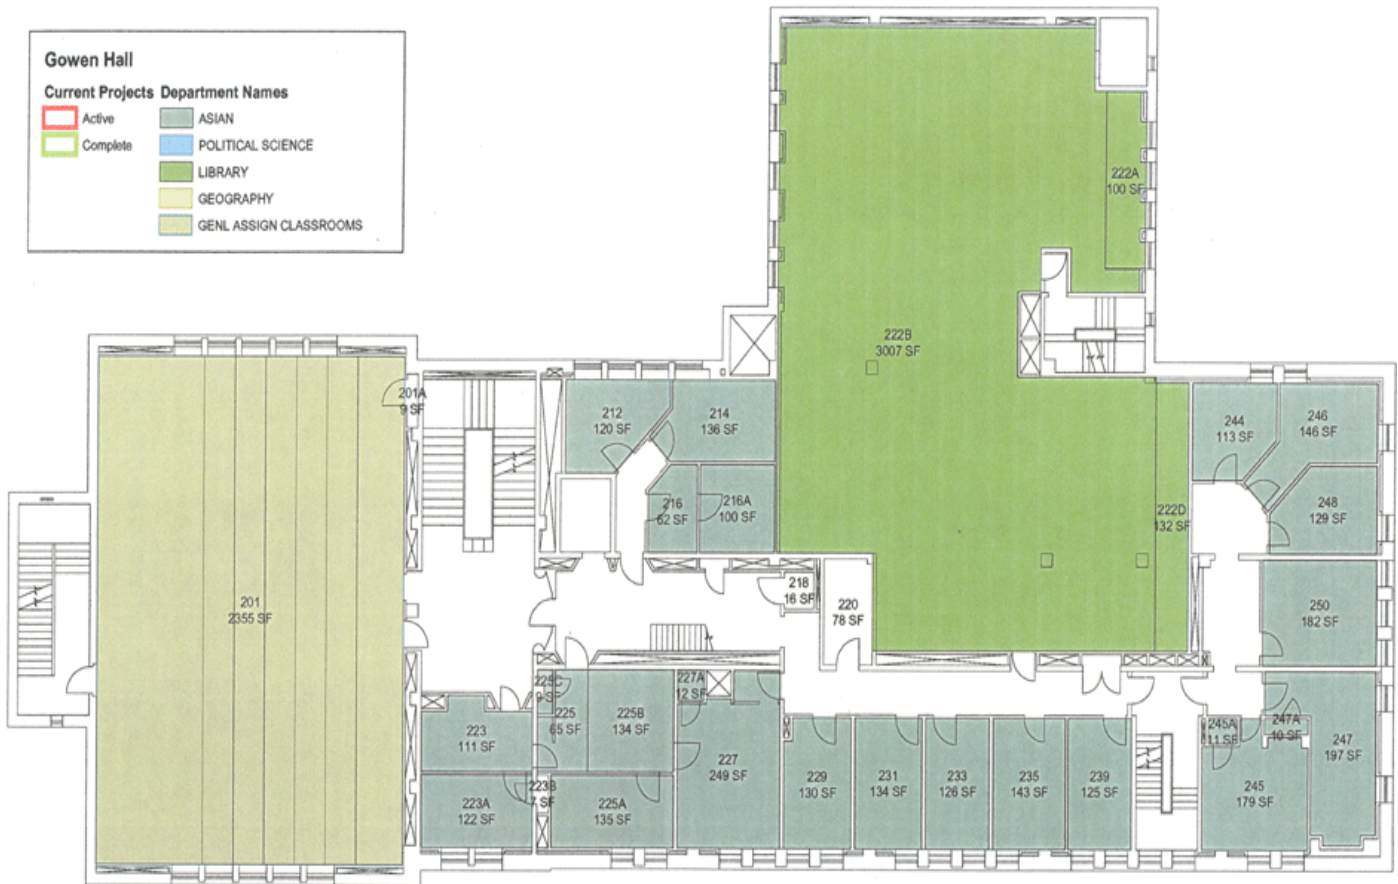 Gowen Hall
Current Projects Department Names
Active
ASIAN
Complete
POLITICAL SCIENCE
LIBRARY
GEOGRAPHY
GENL ASSIGN CLASSROOMS
222A
100 SF
222B
3007 SF
201A
9 SF
212
120 SF
214
136 SF
244
113 SF
246
146 SF
216
62 SF
216A
100 SF
248
129 SF
222D
132 SF
201
2355 SF
218
16 SF
220
78 SF
250
182 SF
225C
9 SF
225
65 SF
225B
134 SF
227A
12 SF
223
111 SF
227
249 SF
229
130 SF
231
134 SF
233
126 SF
235
143 SF
239
125 SF
245A
11 SF
247A
10 SF
247
197 SF
245
179 SF
223A
122 SF
223B
7 SF
225A
135 SF